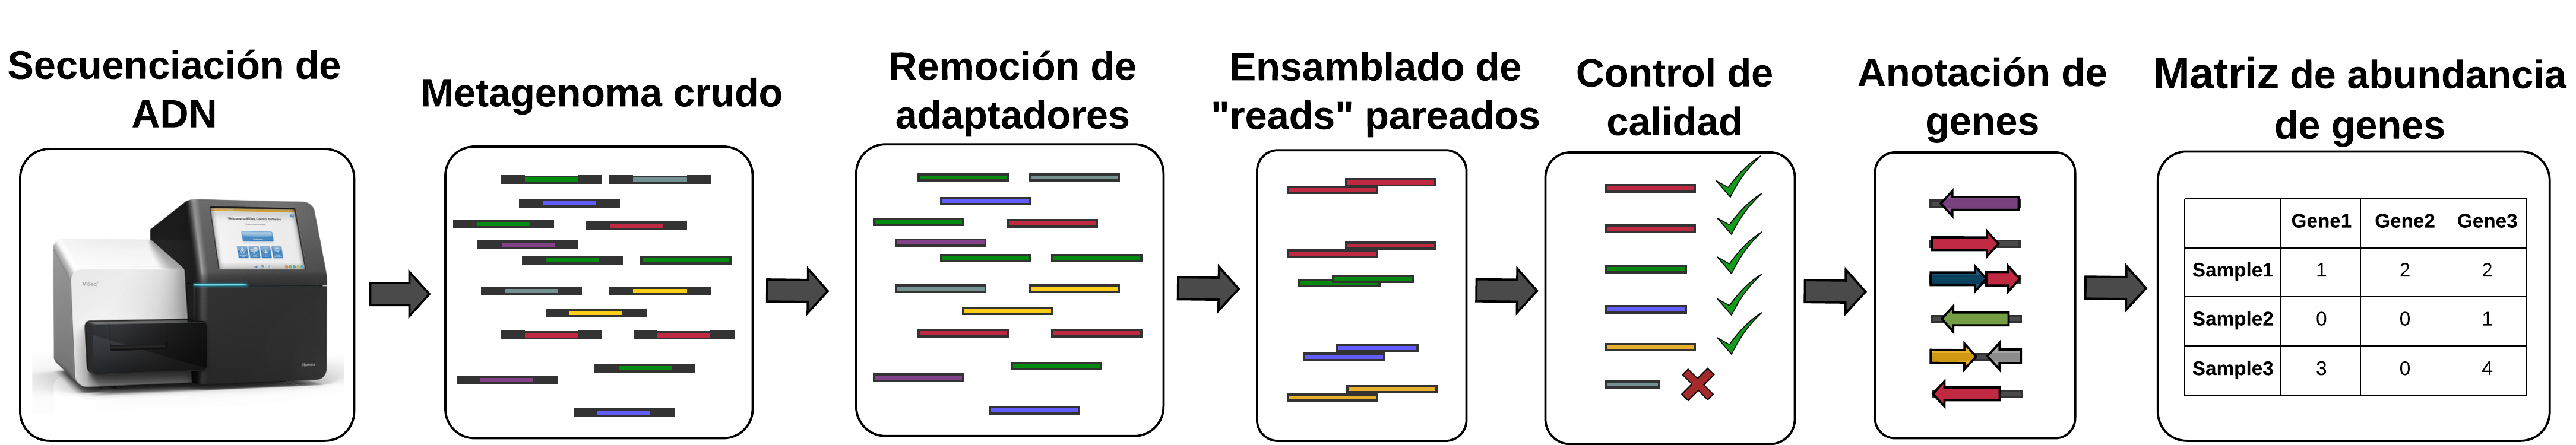 Secuenciación de
ADN
Metagenoma crudo
Remoción de
adaptadores
Ensamblado de
"reads" pareados
Control de
calidad
Anotación de
genes
Matriz de abundancia
de genes
MiSeq
illumina
Gene1 Gene2 Gene3
Sample1 1 2 2
Sample2 0 0 1
Sample3 3 0 4